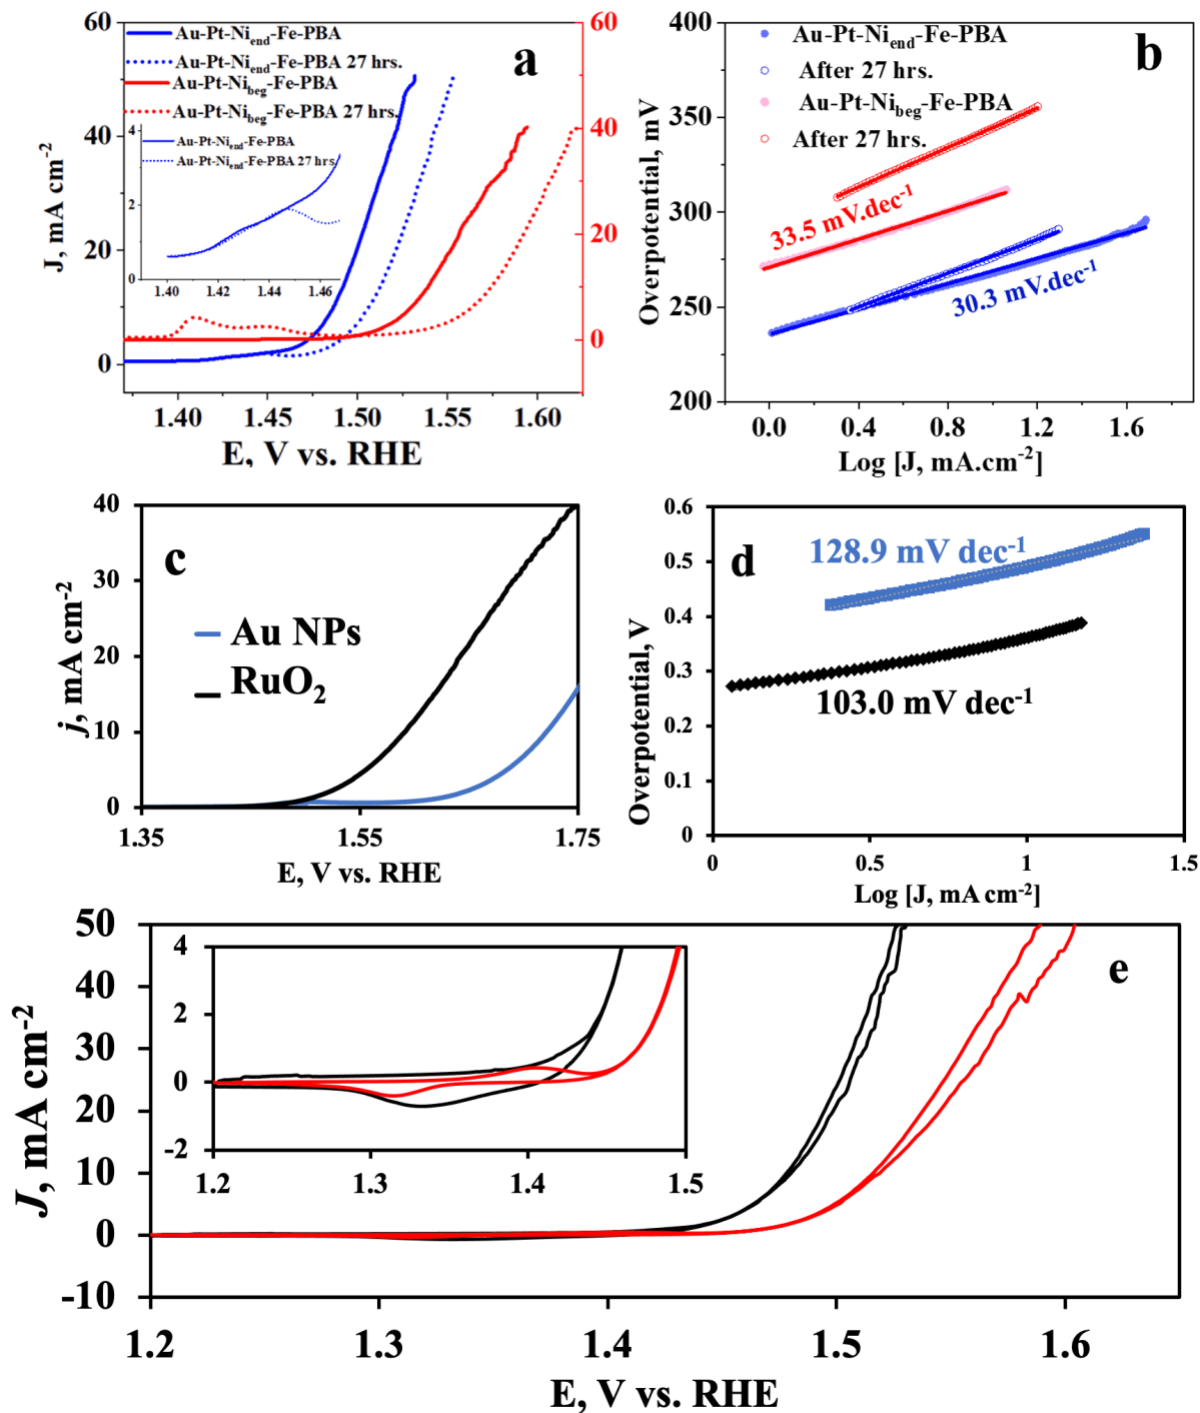 a
Au-Pt-Niend-Fe-PBA
Au-Pt-Niend-Fe-PBA 27 hrs.
Au-Pt-Nibeg-Fe-PBA
Au-Pt-Nibeg-Fe-PBA 27 hrs.
60
40
20
0
60
40
20
0
J, mA cm-2
1.40
1.45
1.50
1.55
1.60
E, V vs. RHE
4
2
0
Au-Pt-Niend-Fe-PBA
Au-Pt-Niend-Fe-PBA 27 hrs.
1.40
1.42
1.44
1.46
b
Au-Pt-Niend-Fe-PBA
After 27 hrs.
Au-Pt-Nibeg-Fe-PBA
After 27 hrs.
33.5 mV.dec-1
30.3 mV.dec-1
400
350
300
250
200
Overpotential, mV
0.0
0.4
0.8
1.2
1.6
Log [J, mA.cm-2]
c
Au NPs
RuO2
40
30
20
10
0
j, mA cm-2
1.35
1.55
1.75
E, V vs. RHE
d
128.9 mV dec-1
103.0 mV dec-1
0.6
0.5
0.4
0.3
0.2
0.1
0
Overpotential, V
0
0.5
1
1.5
Log [J, mA cm-2]
e
50
40
30
20
10
0
-10
J, mA cm-2
4
2
0
-2
1.2
1.3
1.4
1.5
1.2
1.3
1.4
1.5
1.6
E, V vs. RHE